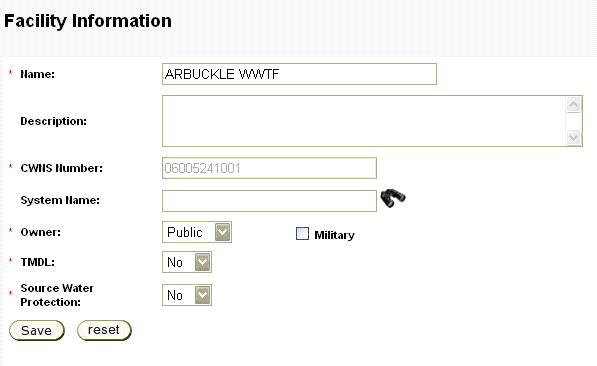 Facility Information
* Name: ARBUCKLE WWTF
Description:
* CWNS Number: 06005241001
System Name:
* Owner: Public Military
* TMDL: No
* Source Water
Protection: No
Save reset